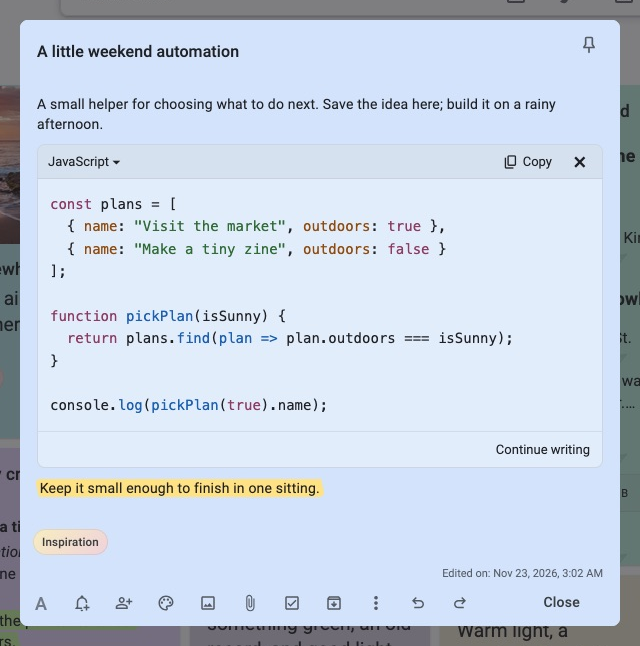 A little weekend automation
A small helper for choosing what to do next. Save the idea here; build it on a rainy
afternoon.
JavaScript
Copy
const plans = [
  { name: "Visit the market", outdoors: true },
  { name: "Make a tiny zine", outdoors: false }
];
function pickPlan(isSunny) {
  return plans.find(plan => plan.outdoors === isSunny);
}
console.log(pickPlan(true).name);
Continue writing
Keep it small enough to finish in one sitting.
Inspiration
Edited on: Nov 23, 2026, 3:02 AM
Close
Warm light, a